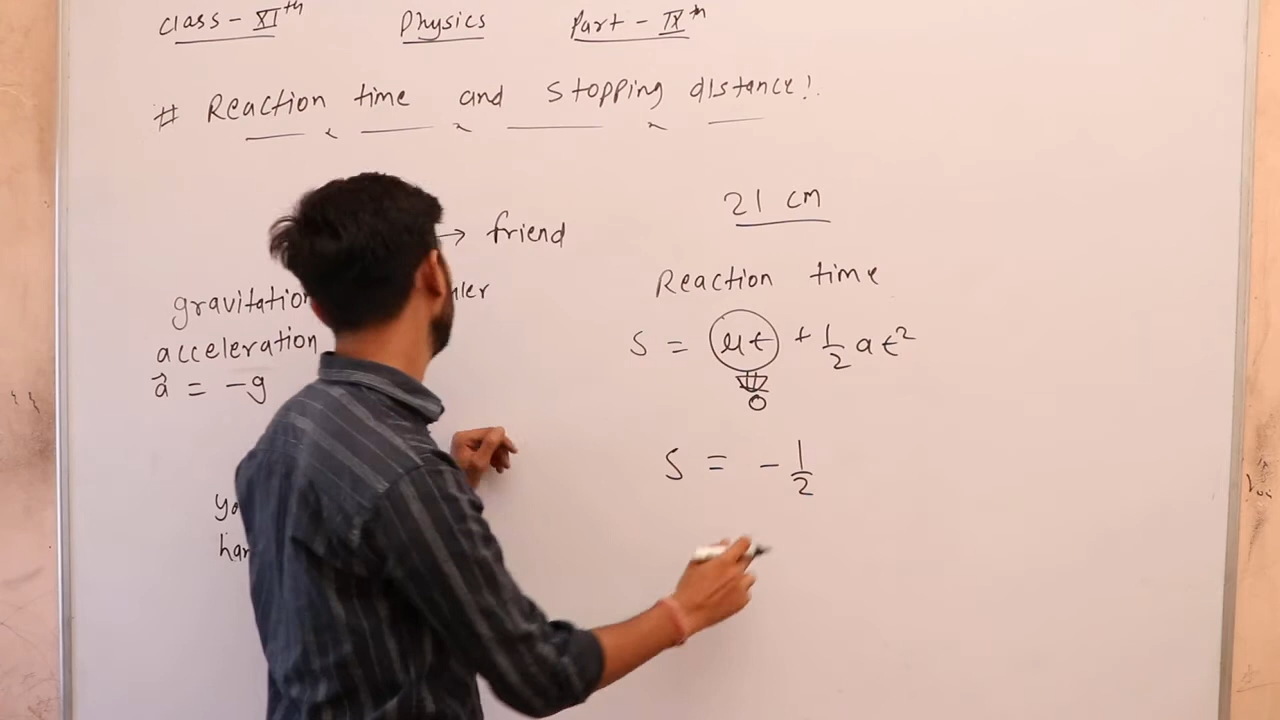 Class - XIth Physics Part - IXth
# Reaction time and stopping distance!
21 cm
→ friend
Reaction time
gravitation
S = ut + 1/2 at²
acceleration
0
a⃗ = -g
S = - 1/2